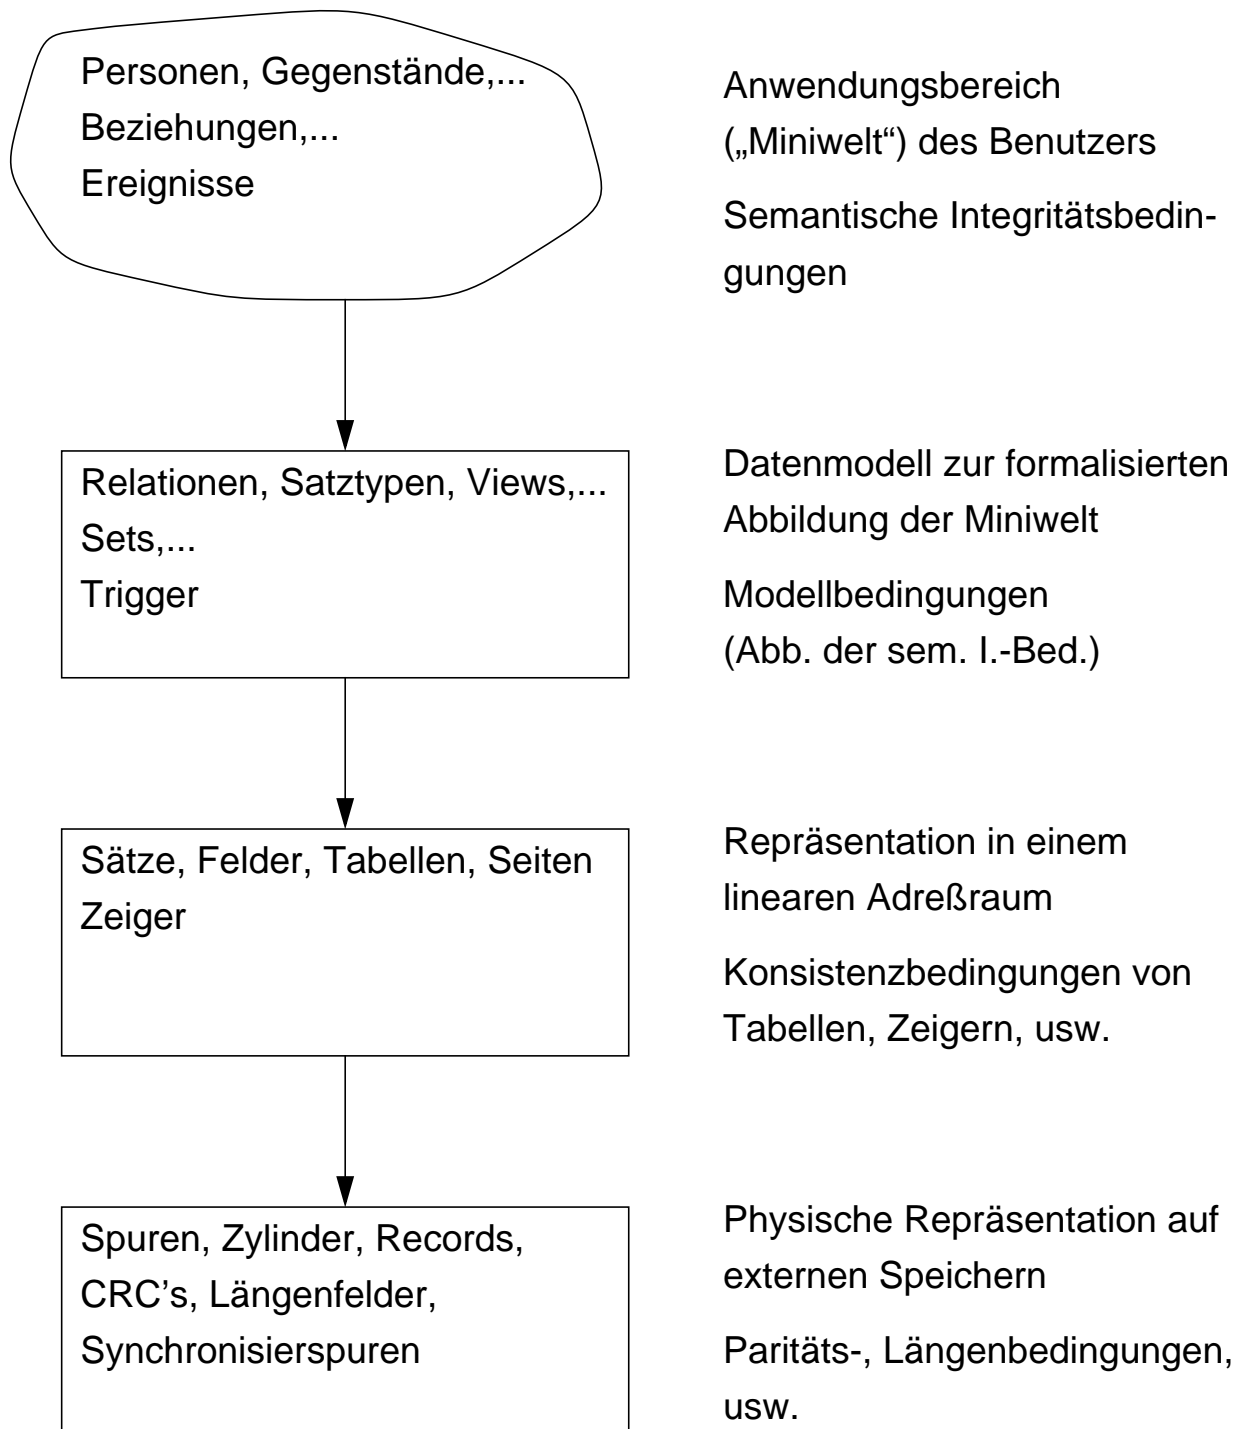 Personen, Gegenstände,...
Beziehungen,...
Ereignisse
Anwendungsbereich
(„Miniwelt“) des Benutzers
Semantische Integritätsbedin-
gungen
Relationen, Satztypen, Views,...
Sets,...
Trigger
Datenmodell zur formalisierten
Abbildung der Miniwelt
Modellbedingungen
(Abb. der sem. I.-Bed.)
Sätze, Felder, Tabellen, Seiten
Zeiger
Repräsentation in einem
linearen Adreßraum
Konsistenzbedingungen von
Tabellen, Zeigern, usw.
Spuren, Zylinder, Records,
CRC’s, Längenfelder,
Synchronisierspuren
Physische Repräsentation auf
externen Speichern
Paritäts-, Längenbedingungen,
usw.